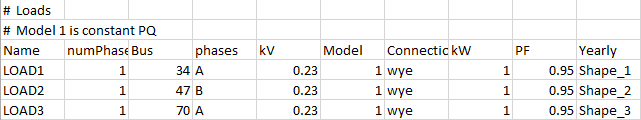 # Loads
# Model 1 is constant PQ
Name numPhase Bus phases kV Model Connectic kW PF Yearly
LOAD1 1 34 A 0.23 1 wye 1 0.95 Shape_1
LOAD2 1 47 B 0.23 1 wye 1 0.95 Shape_2
LOAD3 1 70 A 0.23 1 wye 1 0.95 Shape_3